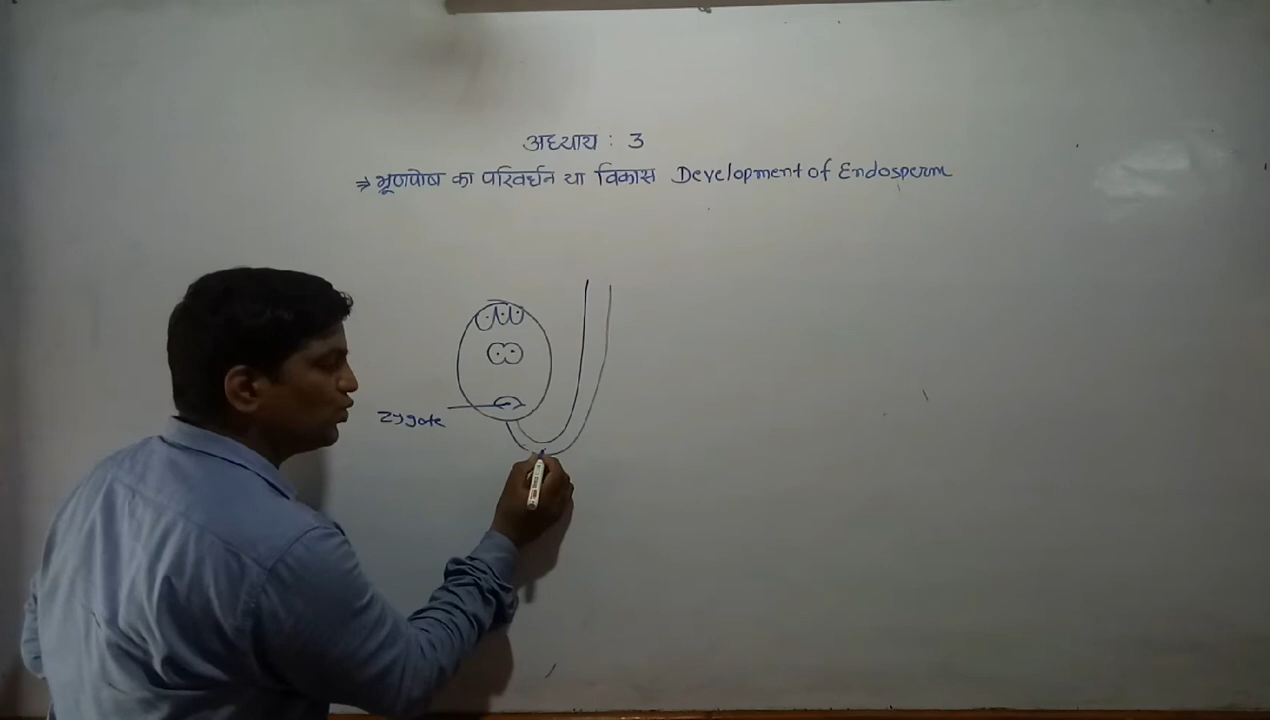 अध्याय : 3
⇒ भ्रूणपोष का परिवर्धन या विकास Development of Endosperm
Zygote